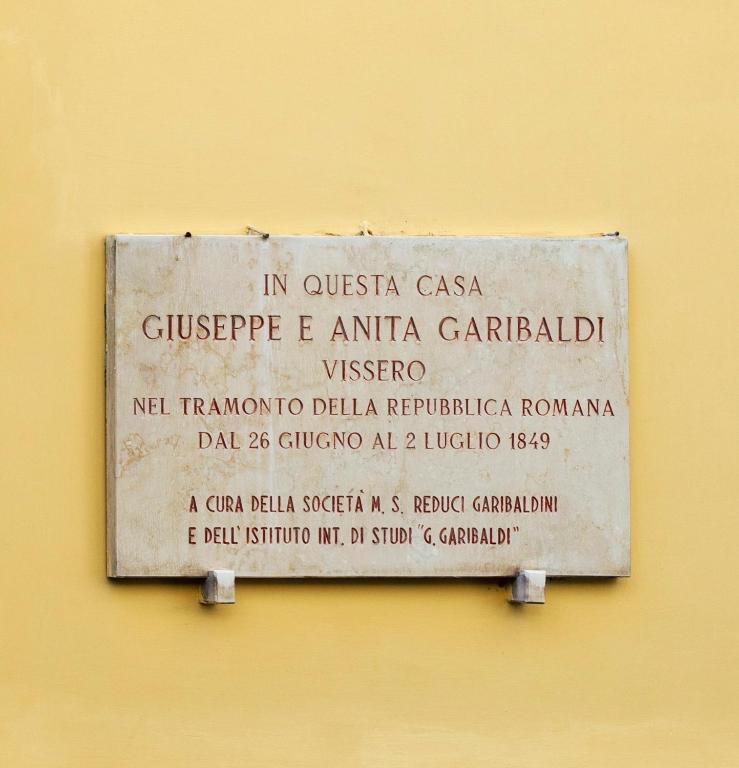 IN QUESTA CASA
GIUSEPPE E ANITA GARIBALDI
VISSERO
NEL TRAMONTO DELLA REPUBBLICA ROMANA
DAL 26 GIUGNO AL 2 LUGLIO 1849
A CURA DELLA SOCIETÀ M. S. REDUCI GARIBALDINI
E DELL'ISTITUTO INT. DI STUDI "G. GARIBALDI"